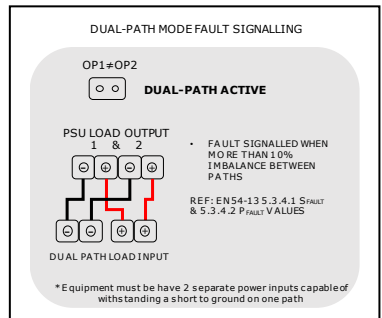 DUAL-PATH MODE FAULT SIGNALLING
OP1≠OP2
DUAL-PATH ACTIVE
PSU LOAD OUTPUT
1 & 2
• FAULT SIGNALLED WHEN
MORE THAN 10%
IMBALANCE BETWEEN
PATHS
REF: EN54-13 5.3.4.1 SFAULT
& 5.3.4.2 PFAULT VALUES
DUAL PATH LOAD INPUT
*Equipment must be have 2 separate power inputs capable of
withstanding a short to ground on one path